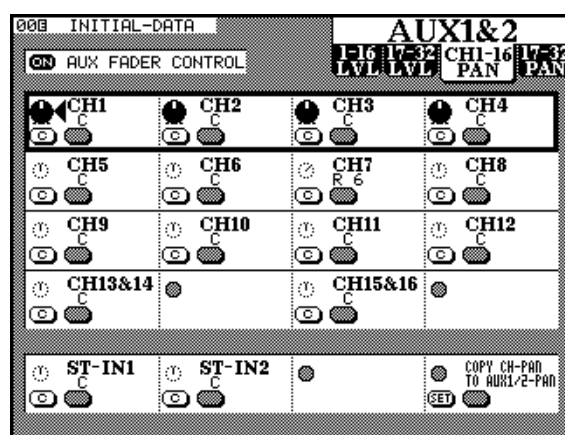 00B INITIAL-DATA
AUX1&2
ON AUX FADER CONTROL
1-16 LVL 17-32 LVL CH1-16 PAN 17-32 PAN
CH1 CH2 CH3 CH4
C C C C
C C C C
CH5 CH6 CH7 CH8
C C R 6 C
C C C C
CH9 CH10 CH11 CH12
C C C C
C C C C
CH13&14 CH15&16
C C
C C
ST-IN1 ST-IN2 COPY CH-PAN
C C TO AUX1/2-PAN
C C SET